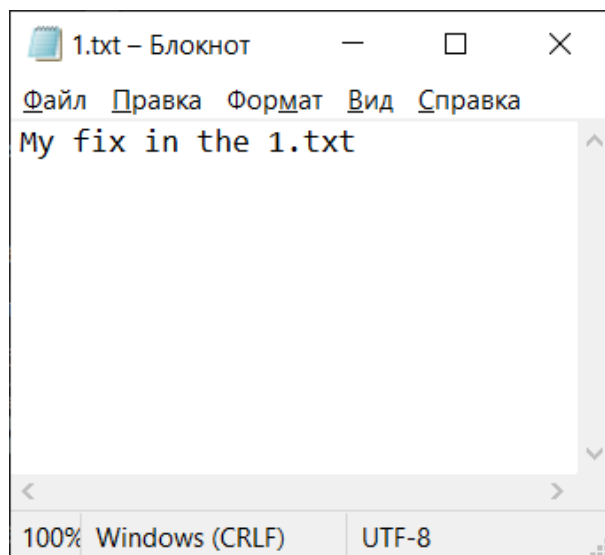 1.txt – Блокнот
Файл Правка Формат Вид Справка
My fix in the 1.txt
100% Windows (CRLF) UTF-8